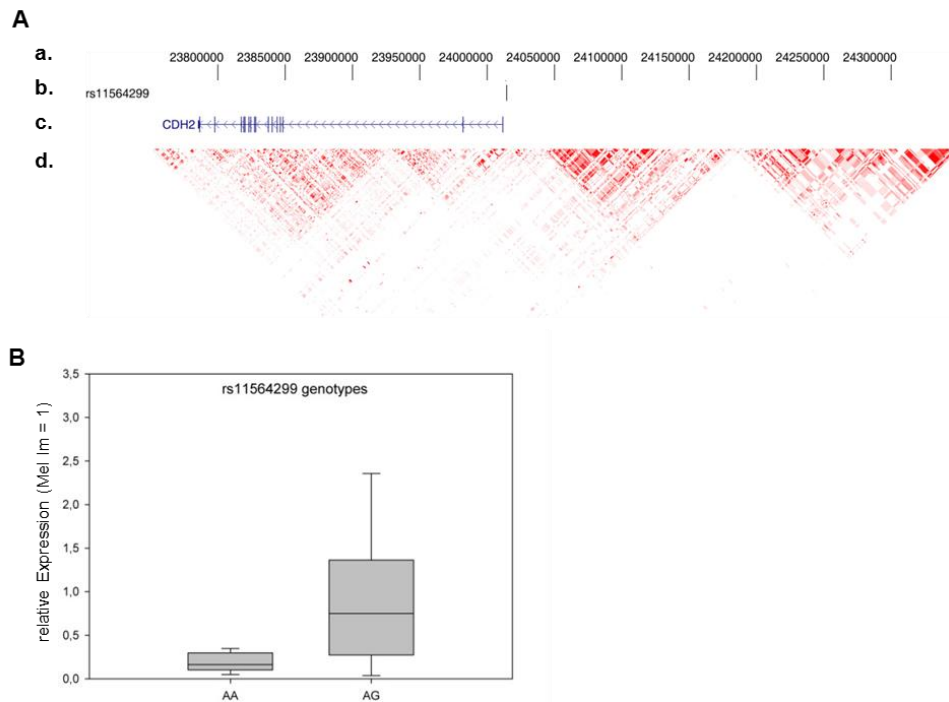 A
a.
23800000 23850000 23900000 23950000 24000000 24050000 24100000 24150000 24200000 24250000 24300000
b.
rs11564299
c.
CDH2
d.
B
rs11564299 genotypes
relative Expression (Mel Im = 1)
3,5
3,0
2,5
2,0
1,5
1,0
0,5
0,0
AA AG